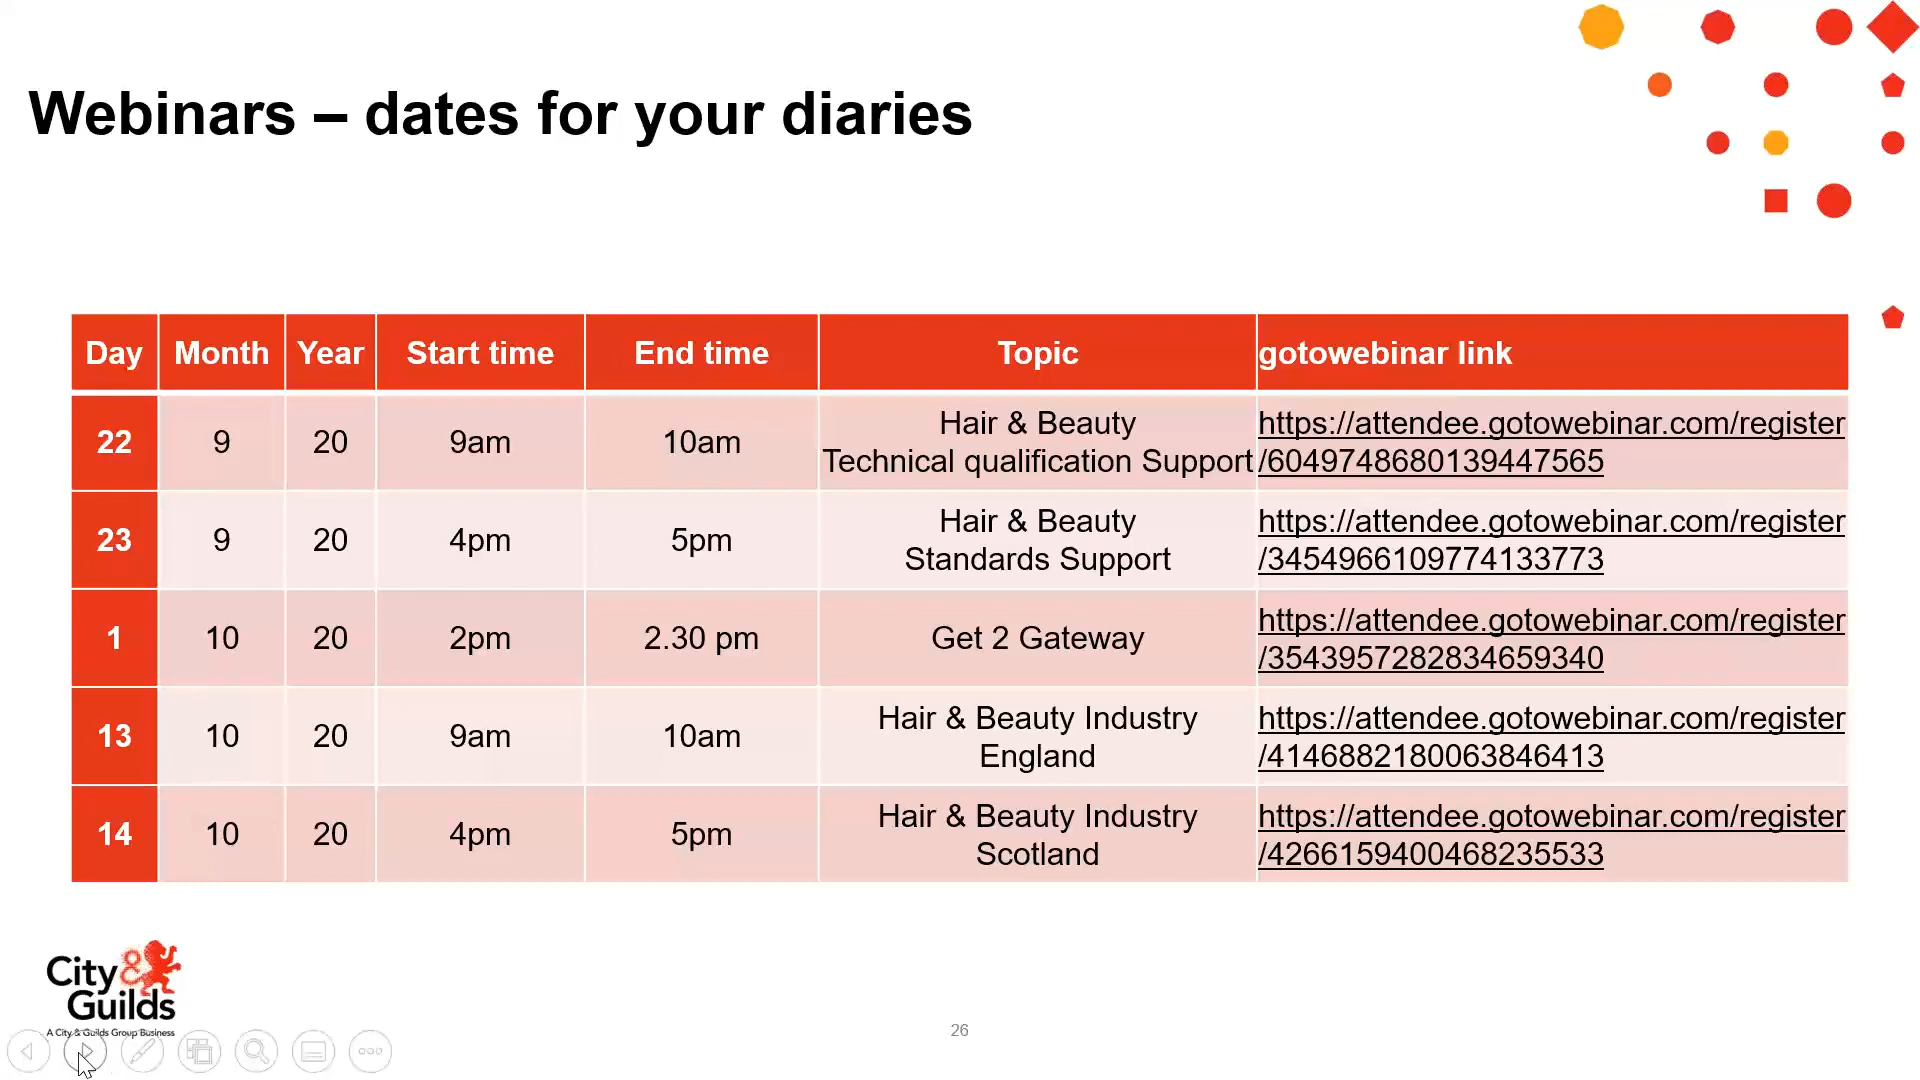 Webinars – dates for your diaries
Day Month Year Start time End time Topic gotowebinar link
22 9 20 9am 10am Hair & Beauty
Technical qualification Support https://attendee.gotowebinar.com/register
/6049748680139447565
23 9 20 4pm 5pm Hair & Beauty
Standards Support https://attendee.gotowebinar.com/register
/3454966109774133773
1 10 20 2pm 2.30 pm Get 2 Gateway https://attendee.gotowebinar.com/register
/3543957282834659340
13 10 20 9am 10am Hair & Beauty Industry
England https://attendee.gotowebinar.com/register
/4146882180063846413
14 10 20 4pm 5pm Hair & Beauty Industry
Scotland https://attendee.gotowebinar.com/register
/4266159400468235533
City &
Guilds
A City & Guilds Group Business
26